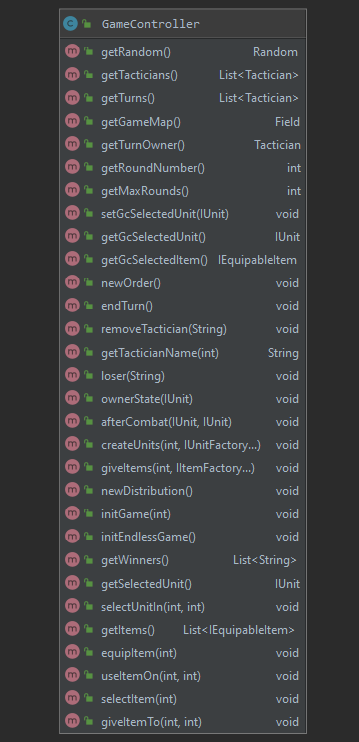 C GameController
m getRandom() Random
m getTacticians() List<Tactician>
m getTurns() List<Tactician>
m getGameMap() Field
m getTurnOwner() Tactician
m getRoundNumber() int
m getMaxRounds() int
m setGcSelectedUnit(IUnit) void
m getGcSelectedUnit() IUnit
m getGcSelectedItem() IEquipableItem
m newOrder() void
m endTurn() void
m removeTactician(String) void
m getTacticianName(int) String
m loser(String) void
m ownerState(IUnit) void
m afterCombat(IUnit, IUnit) void
m createUnits(int, IUnitFactory...) void
m giveItems(int, IItemFactory...) void
m newDistribution() void
m initGame(int) void
m initEndlessGame() void
m getWinners() List<String>
m getSelectedUnit() IUnit
m selectUnitIn(int, int) void
m getItems() List<IEquipableItem>
m equipItem(int) void
m useItemOn(int, int) void
m selectItem(int) void
m giveItemTo(int, int) void